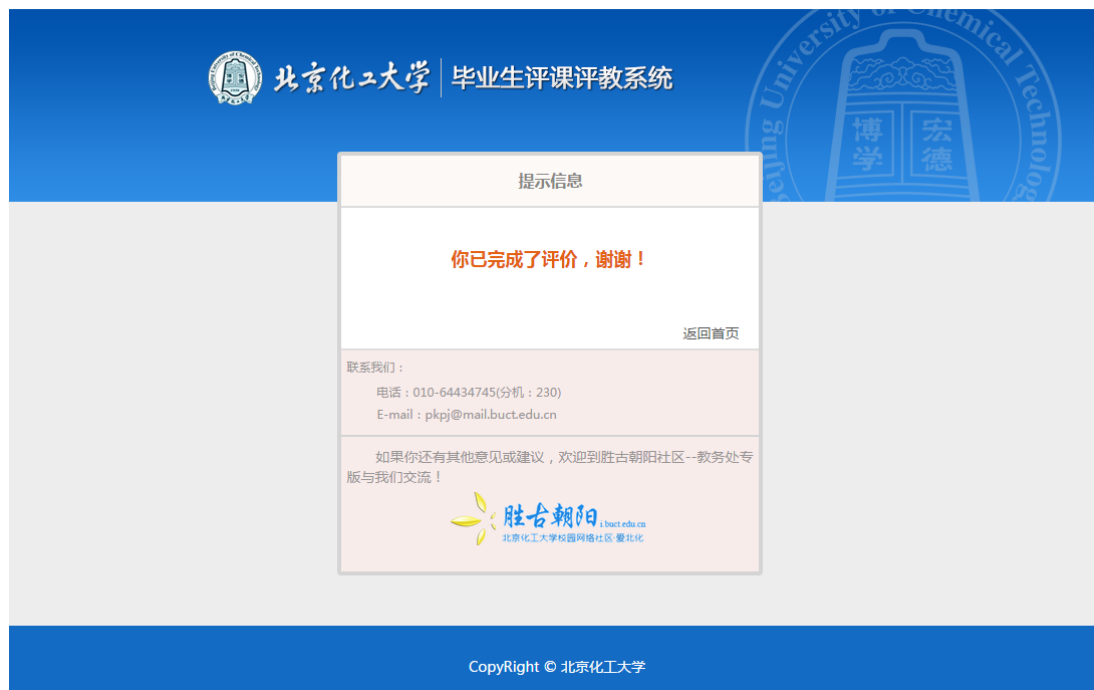 北京化工大学 毕业生评课评教系统
Beijing University of Chemical Technology
博学 宏德
提示信息
你已完成了评价，谢谢！
返回首页
联系我们：
电话：010-64434745(分机：230)
E-mail：pkpj@mail.buct.edu.cn
如果你还有其他意见或建议，欢迎到胜古朝阳社区--教务处专
版与我们交流！
胜古朝阳 i.buct.edu.cn
北京化工大学校园网络社区·爱北化
CopyRight © 北京化工大学